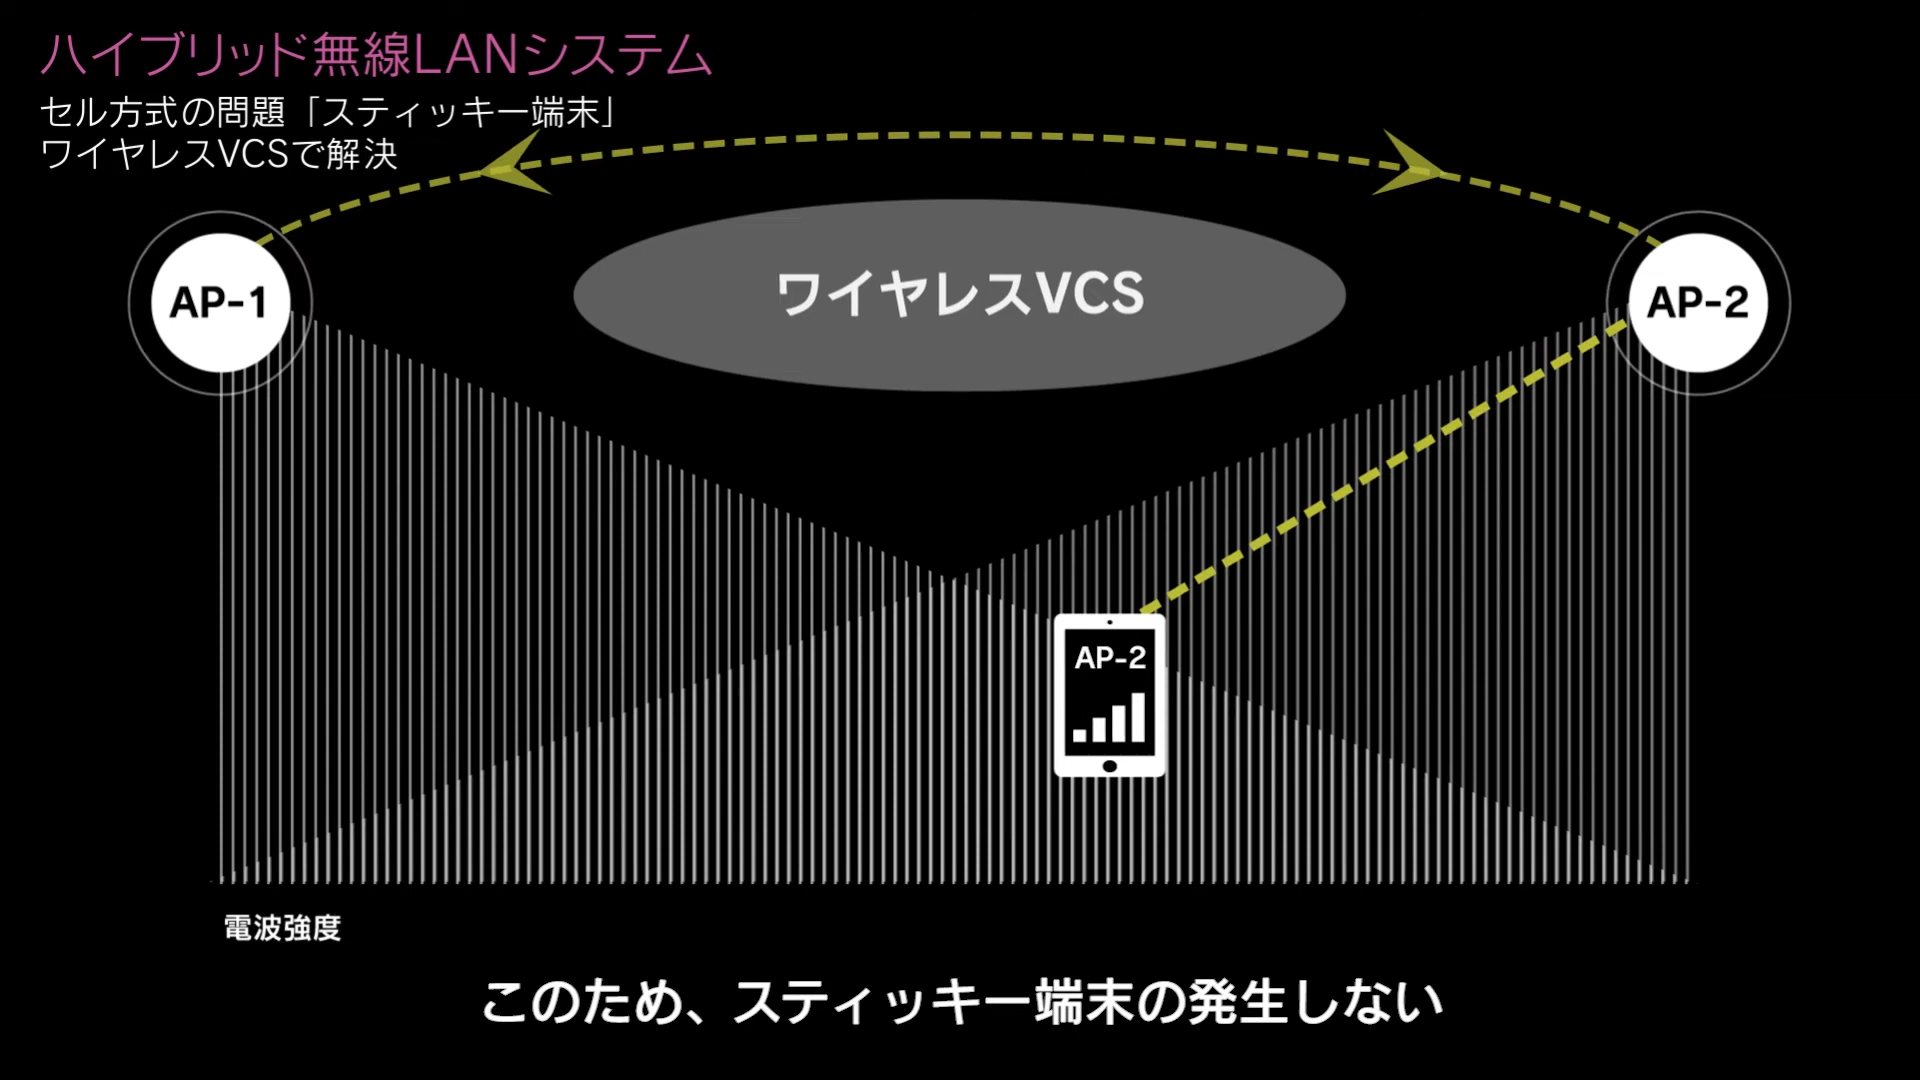 ハイブリッド無線LANシステム
セル方式の問題「スティッキー端末」
ワイヤレスVCSで解決
ワイヤレスVCS
AP-1
AP-2
AP-2
電波強度
このため、スティッキー端末の発生しない